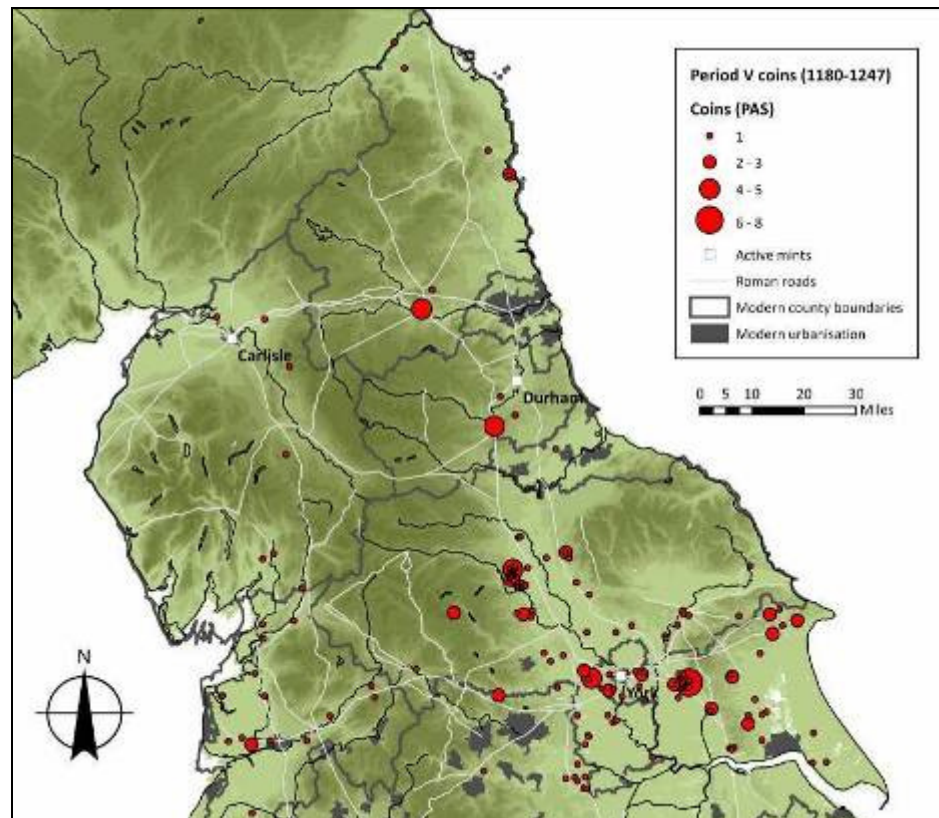 Period V coins (1180-1247)
Coins (PAS)
1
2 - 3
4 - 5
6 - 8
Active mints
Roman roads
Modern county boundaries
Modern urbanisation
0 5 10 20 30
Miles
Carlisle
Durham
York
N